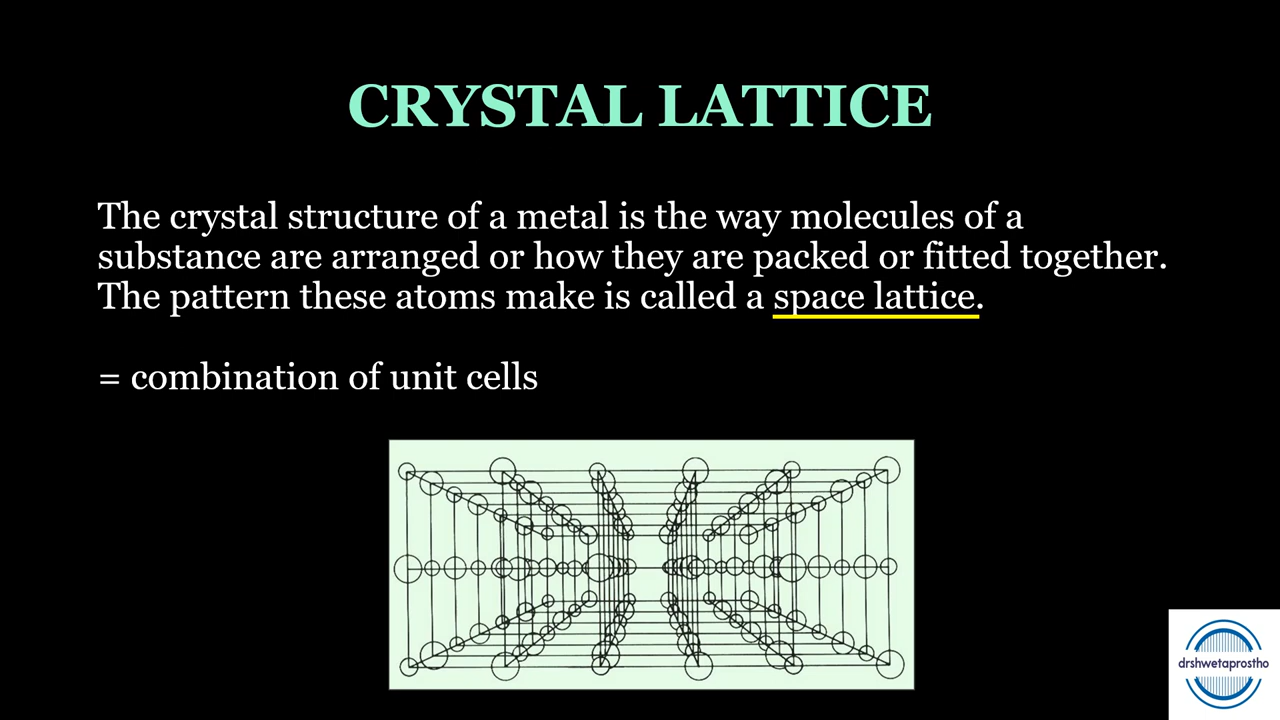 CRYSTAL LATTICE
The crystal structure of a metal is the way molecules of a
substance are arranged or how they are packed or fitted together.
The pattern these atoms make is called a space lattice.
= combination of unit cells
drshwetaprostho